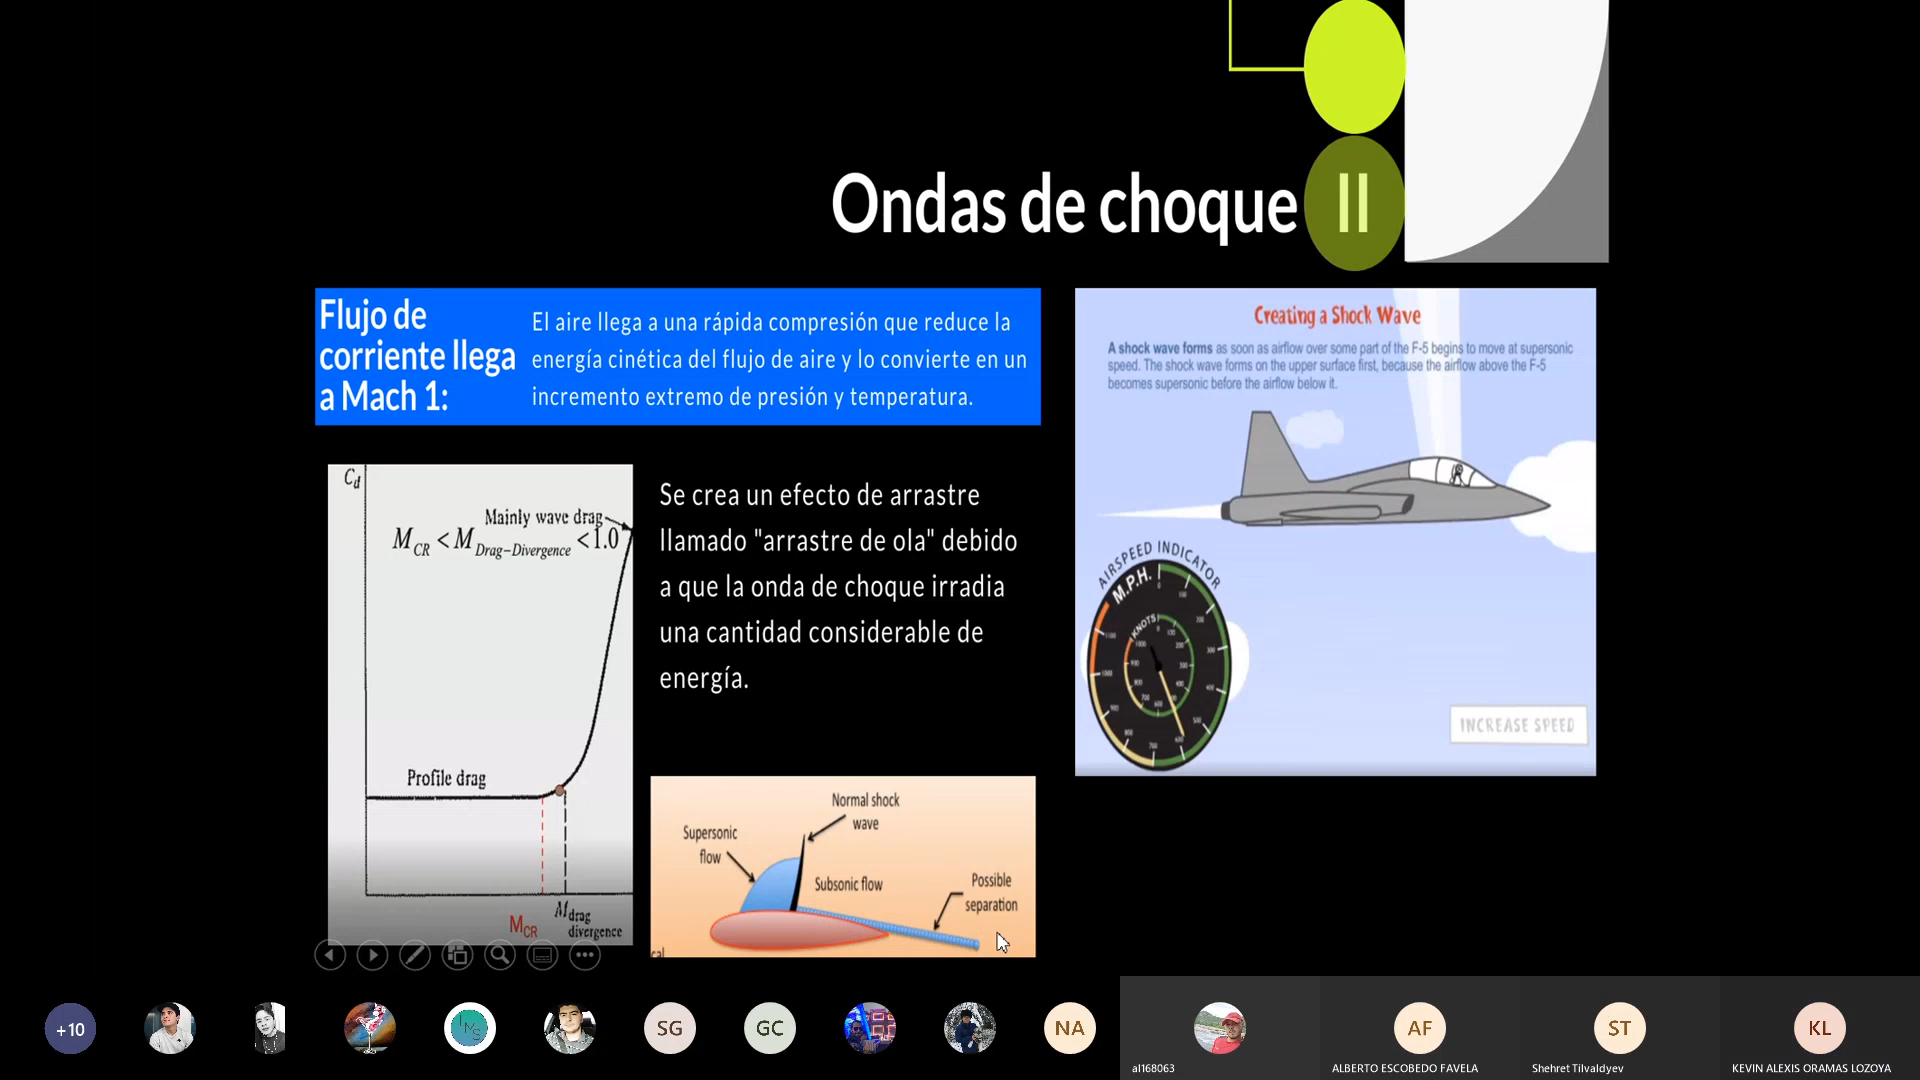 Ondas de choque II
Flujo de
corriente llega
a Mach 1:
El aire llega a una rápida compresión que reduce la
energía cinética del flujo de aire y lo convierte en un
incremento extremo de presión y temperatura.
Creating a Shock Wave
A shock wave forms as soon as airflow over some part of the F-5 begins to move at supersonic
speed. The shock wave forms on the upper surface first, because the airflow above the F-5
becomes supersonic before the airflow below it.
AIRSPEED INDICATOR
M.P.H.
KNOTS
INCREASE SPEED
C_d
Mainly wave drag
M_CR < M_Drag-Divergence < 1.0
Profile drag
M_CR
M_drag
divergence
Se crea un efecto de arrastre
llamado "arrastre de ola" debido
a que la onda de choque irradia
una cantidad considerable de
energía.
Normal shock
wave
Supersonic
flow
Subsonic flow
Possible
separation
+10
SG
GC
NA
AF
ST
KL
al168063
ALBERTO ESCOBEDO FAVELA
Shehret Tilvaldyev
KEVIN ALEXIS ORAMAS LOZOYA